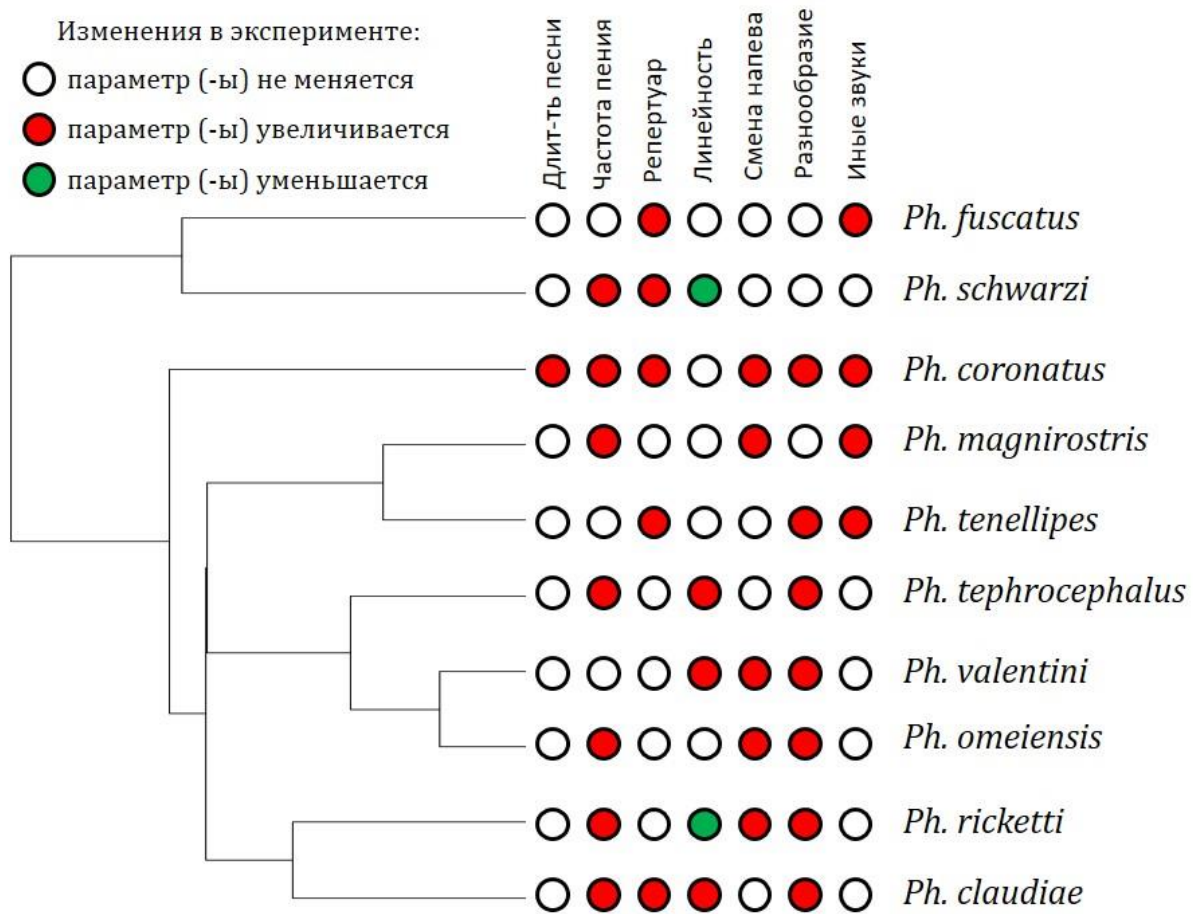 Изменения в эксперименте:
параметр (-ы) не меняется
параметр (-ы) увеличивается
параметр (-ы) уменьшается
Длит-ть песни
Частота пения
Репертуар
Линейность
Смена напева
Разнообразие
Иные звуки
Ph. fuscatus
Ph. schwarzi
Ph. coronatus
Ph. magnirostris
Ph. tenellipes
Ph. tephrocephalus
Ph. valentini
Ph. omeiensis
Ph. ricketti
Ph. claudiae